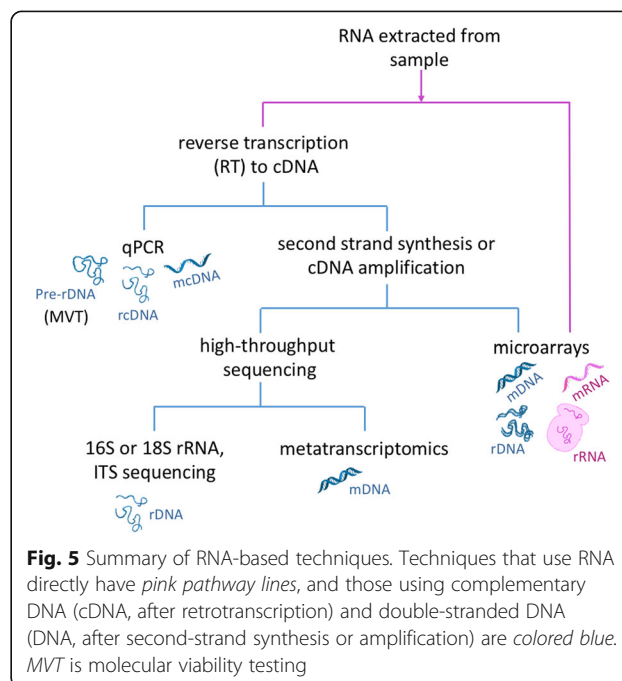 RNA extracted from
sample
reverse transcription
(RT) to cDNA
qPCR
Pre-rDNA
(MVT)
rcDNA
mcDNA
second strand synthesis or
cDNA amplification
high-throughput
sequencing
microarrays
mDNA
mRNA
rDNA
rRNA
16S or 18S rRNA,
ITS sequencing
rDNA
metatranscriptomics
mDNA
Fig. 5 Summary of RNA-based techniques. Techniques that use RNA
directly have pink pathway lines, and those using complementary
DNA (cDNA, after retrotranscription) and double-stranded DNA
(DNA, after second-strand synthesis or amplification) are colored blue.
MVT is molecular viability testing